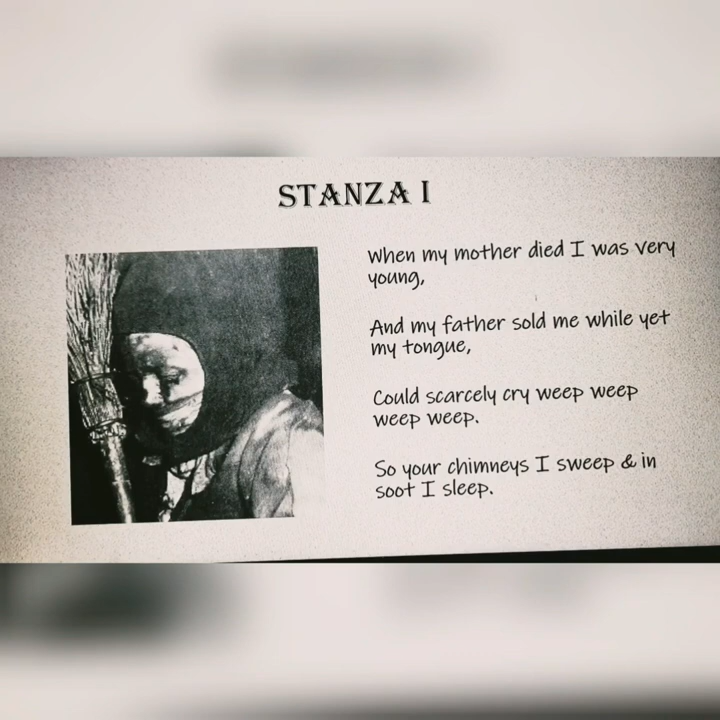 STANZA I
When my mother died I was very
young,
And my father sold me while yet
my tongue,
Could scarcely cry weep weep
weep weep.
So your chimneys I sweep & in
soot I sleep.